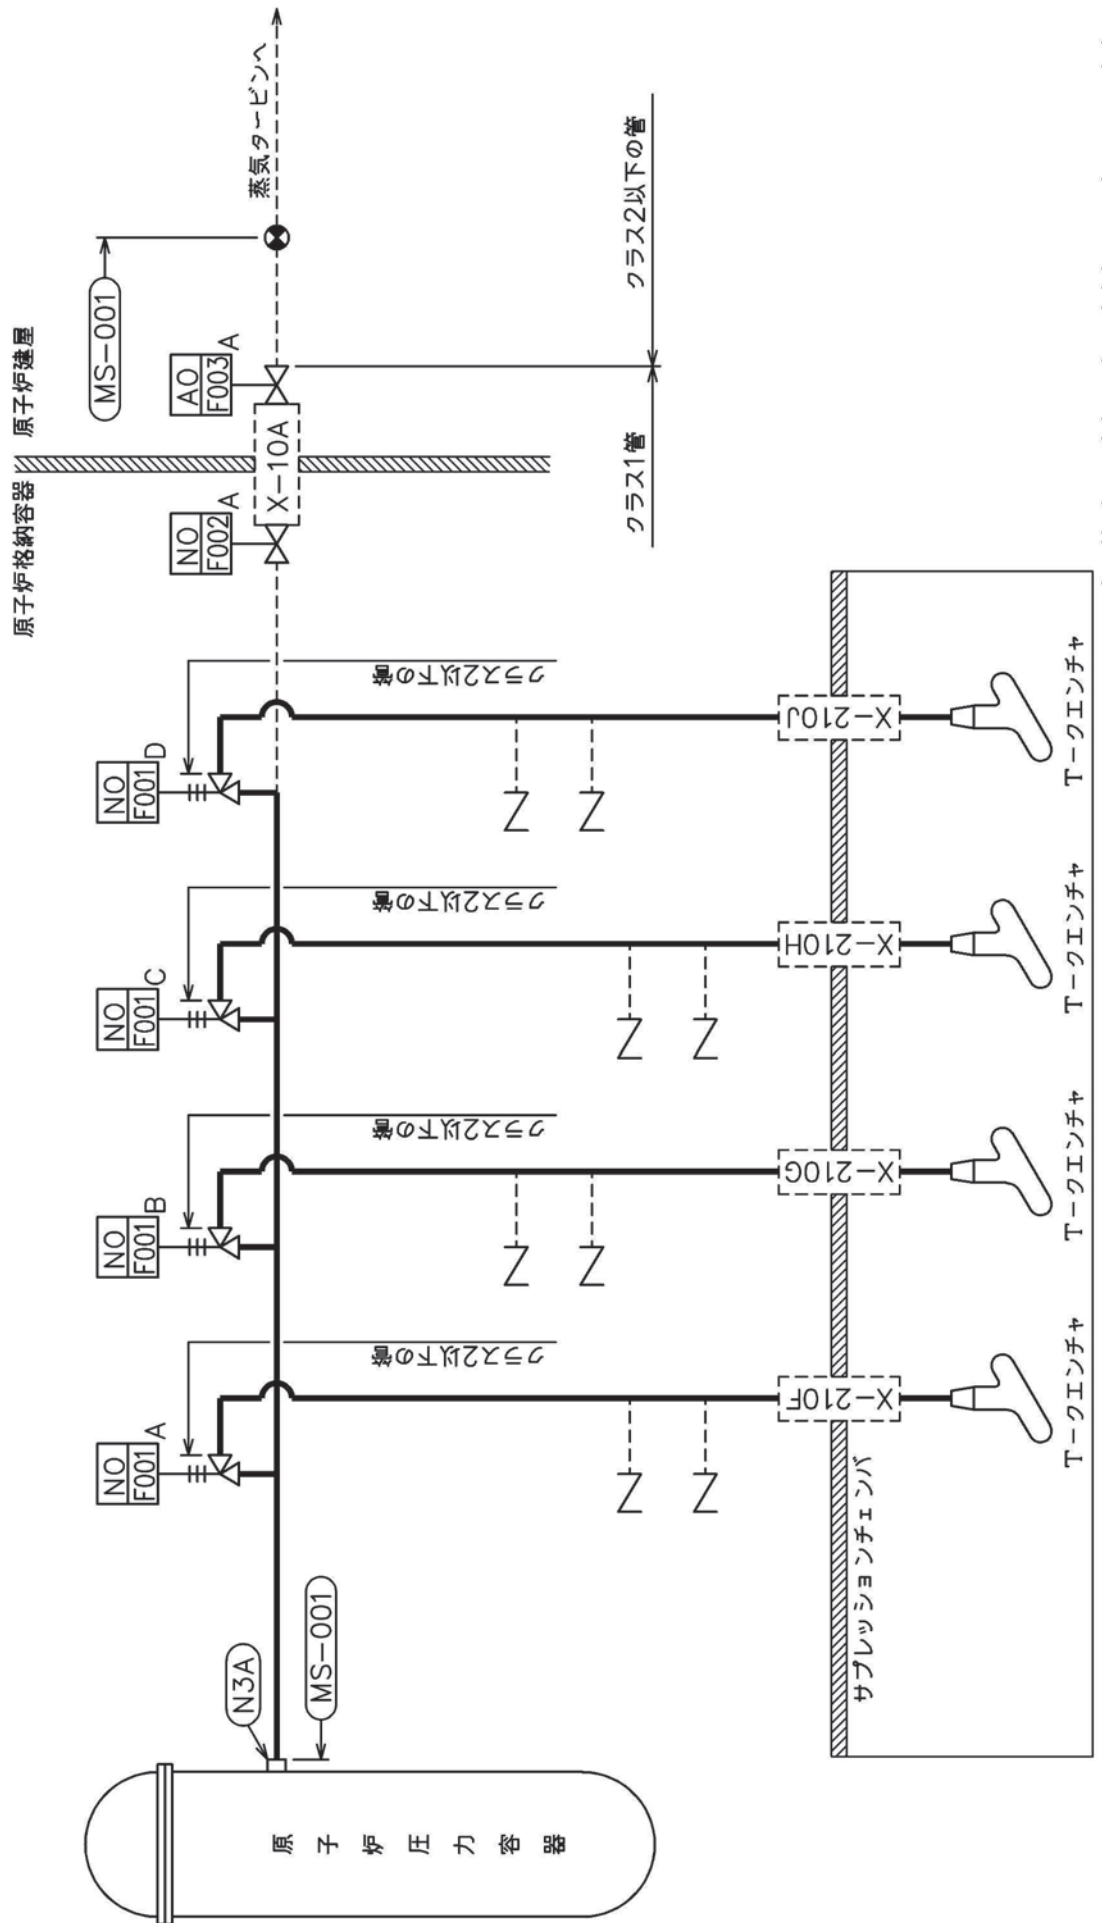 原子炉格納容器 原子炉建屋
MS-001
NO
F001
A
NO
F001
B
NO
F001
C
NO
F001
D
NO
F002
A
AO
F003
A
X-10A
蒸気タービンへ
N3A
MS-001
原子炉圧力容器
クラス2以下の管
クラス2以下の管
クラス2以下の管
クラス2以下の管
クラス1管
クラス2以下の管
X-210F
X-210G
X-210H
X-210J
サプレッションチェンバ
T-クエンチャ
T-クエンチャ
T-クエンチャ
T-クエンチャ